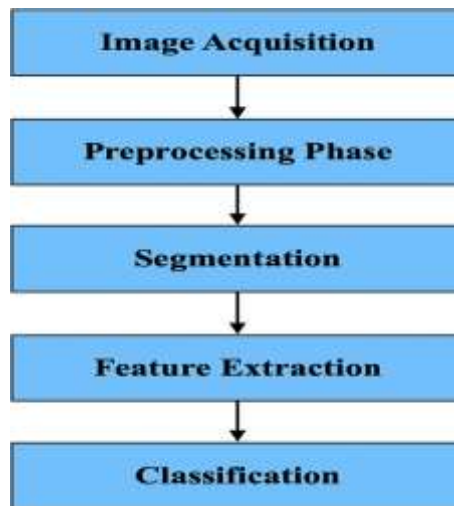 Image Acquisition
Preprocessing Phase
Segmentation
Feature Extraction
Classification